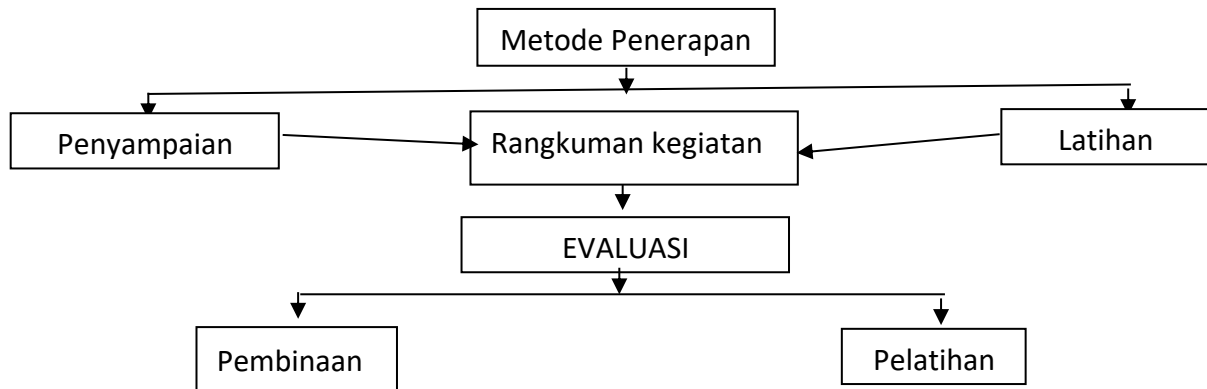 Metode Penerapan
Penyampaian
Rangkuman kegiatan
Latihan
EVALUASI
Pembinaan
Pelatihan